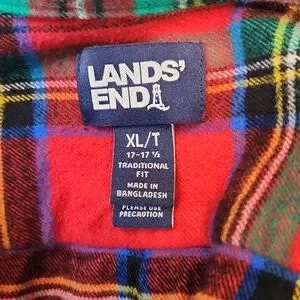 LANDS'
END
XL/T
17-17 ½
TRADITIONAL
FIT
MADE IN
BANGLADESH
PLEASE USE
PRECAUTION